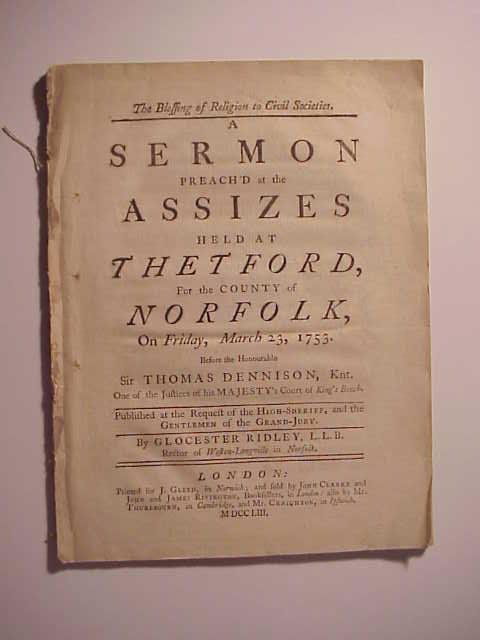 The Blessing of Religion to Civil Societies.
A
SERMON
PREACH'D at the
ASSIZES
HELD AT
THETFORD,
For the COUNTY of
NORFOLK,
On Friday, March 23, 1753.
Before the Honourable
Sir THOMAS DENNISON, Knt.
One of the Justices of his MAJESTY's Court of King's Bench.
Published at the Request of the HIGH-SHERIFF, and the
GENTLEMEN of the GRAND-JURY.
By GLOCESTER RIDLEY, L.L.B.
Rector of Weston-Longville in Norfolk.
LONDON:
Printed for J. GLEED, in Norwich; and sold by JOHN CLARKE and
JOHN and JAMES RIVINGTON, Booksellers, in London: also by Mr.
THURLBOURN, in Cambridge, and Mr. CREIGHTON, in Ipswich.
MDCCLIII.